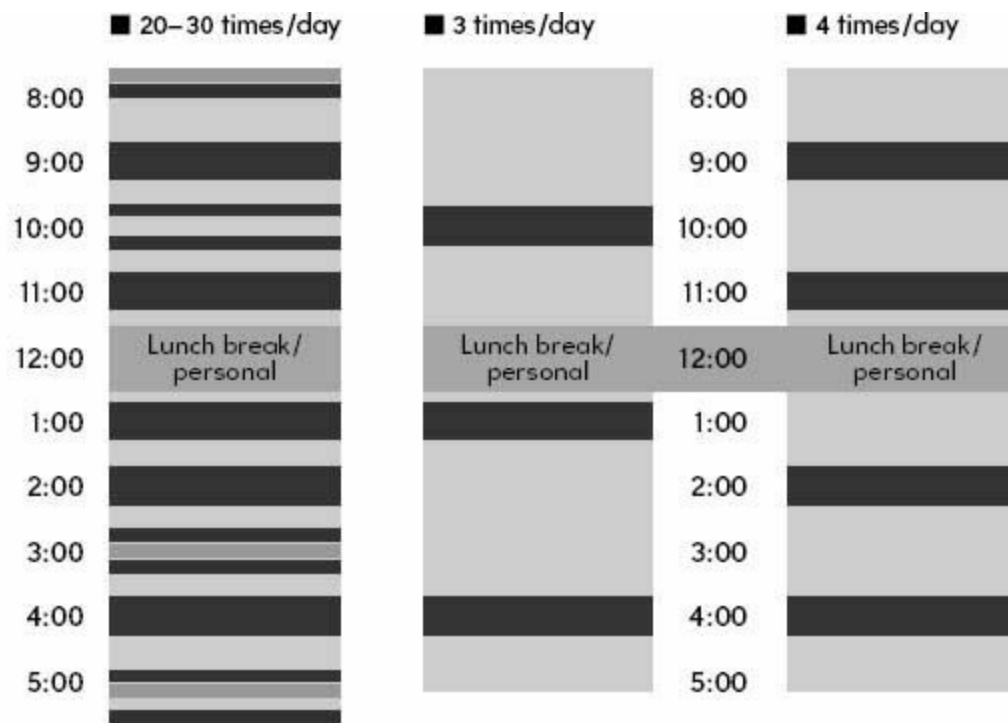 20–30 times/day
3 times/day
4 times/day
8:00
8:00
9:00
9:00
10:00
10:00
11:00
11:00
Lunch break/
personal
12:00
Lunch break/
personal
12:00
Lunch break/
personal
1:00
1:00
2:00
2:00
3:00
3:00
4:00
4:00
5:00
5:00